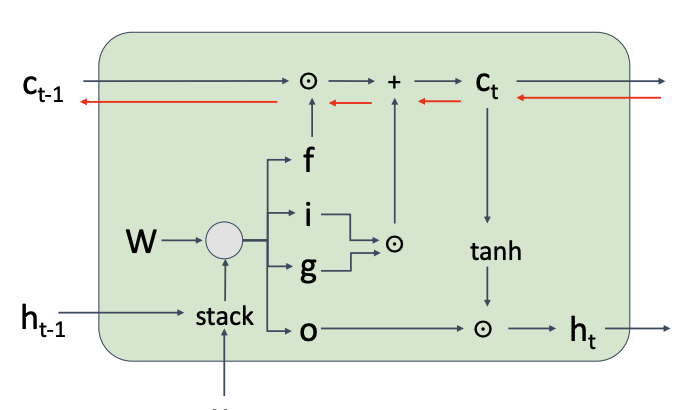 c_{t-1}
⊙
+
c_t
f
i
W
⊙
g
tanh
h_{t-1}
stack
o
⊙
h_t